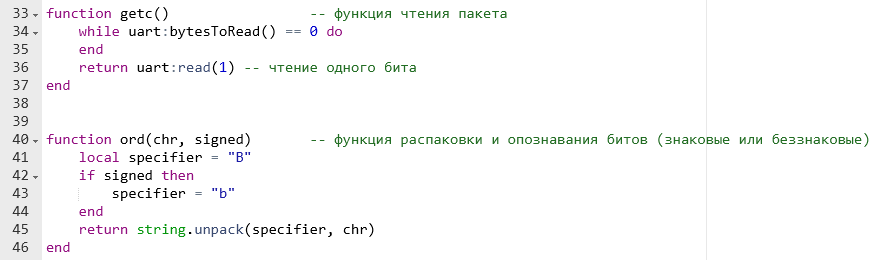 33 function getc()                 -- функция чтения пакета
34     while uart:bytesToRead() == 0 do
35     end
36     return uart:read(1) -- чтение одного бита
37 end
38
39
40 function ord(chr, signed)       -- функция распаковки и опознавания битов (знаковые или беззнаковые)
41     local specifier = "B"
42     if signed then
43         specifier = "b"
44     end
45     return string.unpack(specifier, chr)
46 end